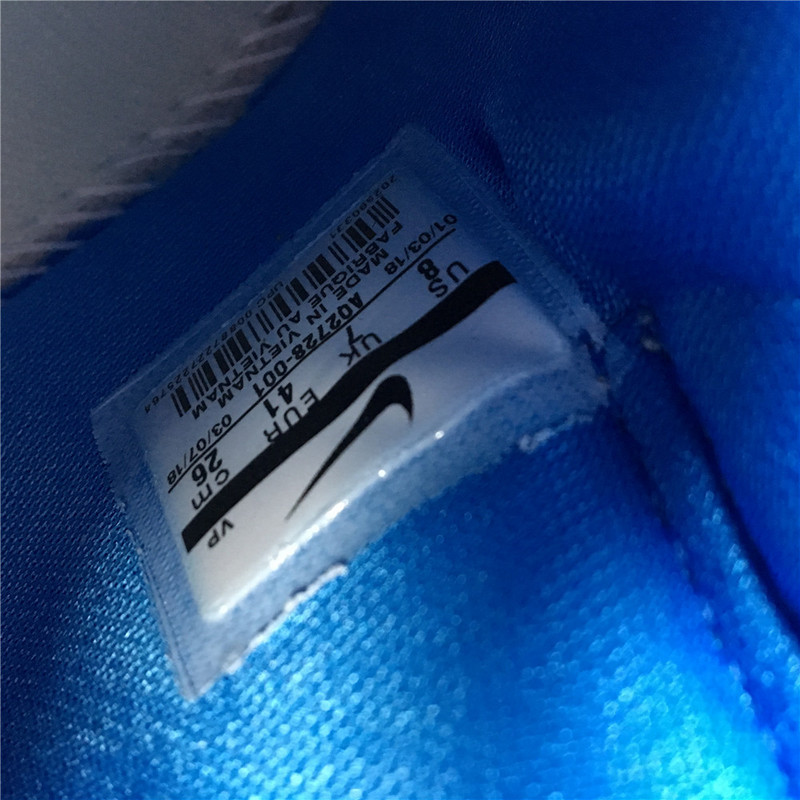 VP
US UK EUR cm
8 7 41 26
01/03/18 AO2728-001 03/07/18
MADE IN VIETNAM
FABRIQUE AU VIETNAM